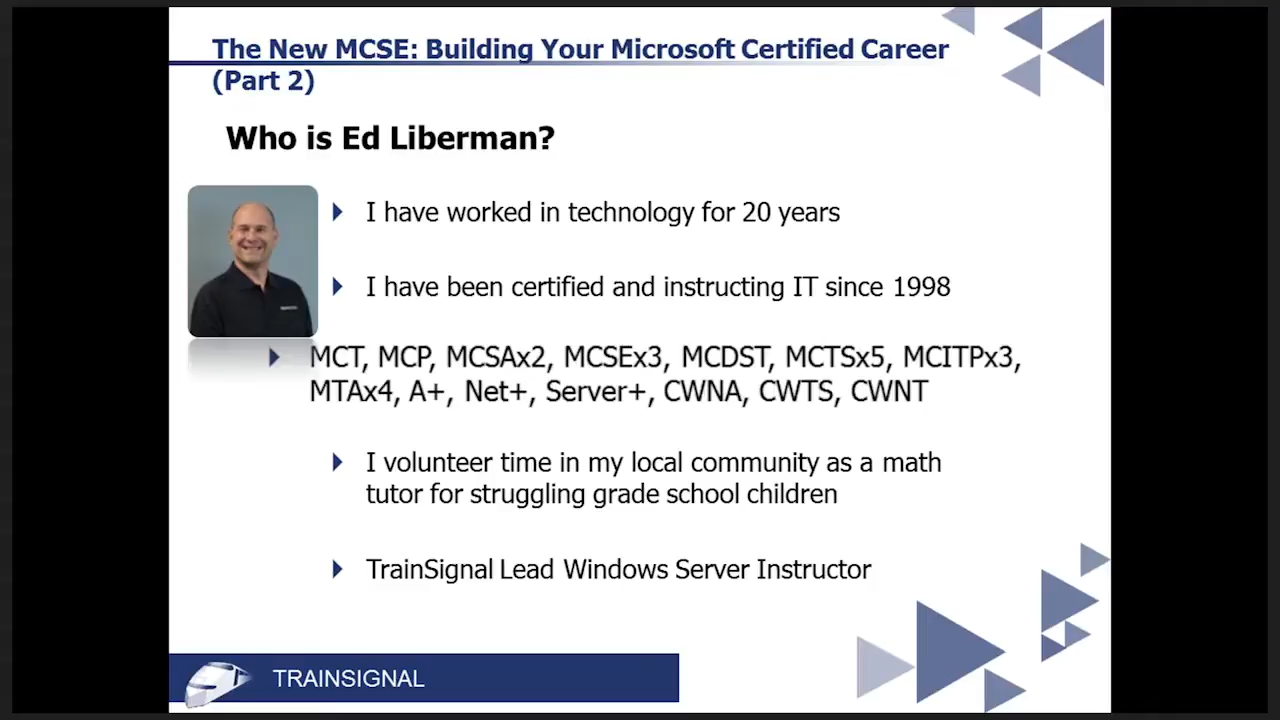 The New MCSE: Building Your Microsoft Certified Career
(Part 2)
Who is Ed Liberman?
I have worked in technology for 20 years
I have been certified and instructing IT since 1998
MCT, MCP, MCSAx2, MCSEx3, MCDST, MCTSx5, MCITPx3,
MTAx4, A+, Net+, Server+, CWNA, CWTS, CWNT
I volunteer time in my local community as a math
tutor for struggling grade school children
TrainSignal Lead Windows Server Instructor
TRAINSIGNAL